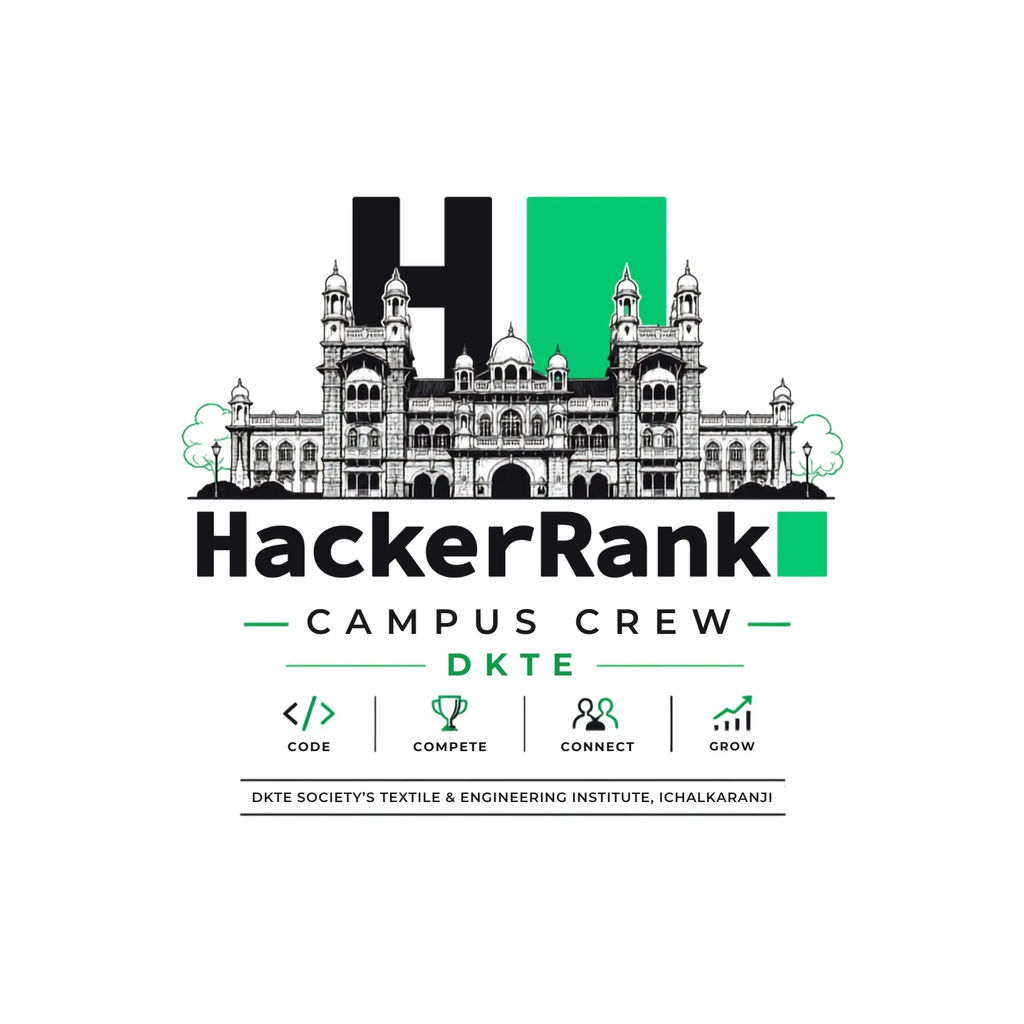 H
HackerRank
CAMPUS CREW
DKTE
</>
CODE
COMPETE
CONNECT
GROW
DKTE SOCIETY'S TEXTILE & ENGINEERING INSTITUTE, ICHALKARANJI